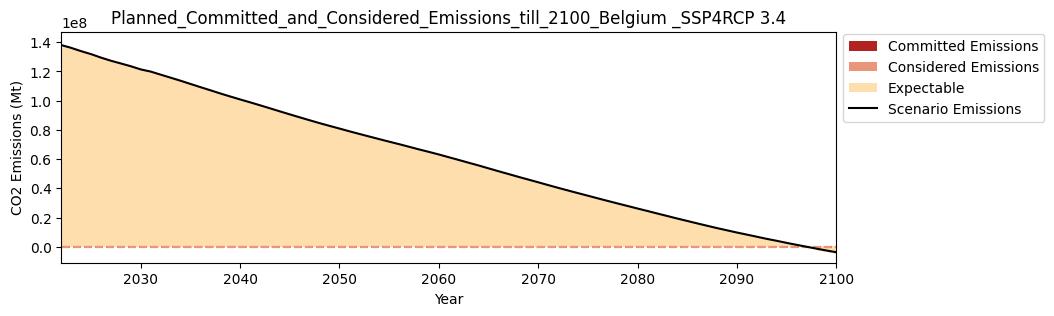 Planned_Committed_and_Considered_Emissions_till_2100_Belgium _SSP4RCP 3.4
1e8
1.4
1.2
1.0
0.8
0.6
0.4
0.2
0.0
CO2 Emissions (Mt)
2030
2040
2050
2060
2070
2080
2090
2100
Year
Committed Emissions
Considered Emissions
Expectable
Scenario Emissions